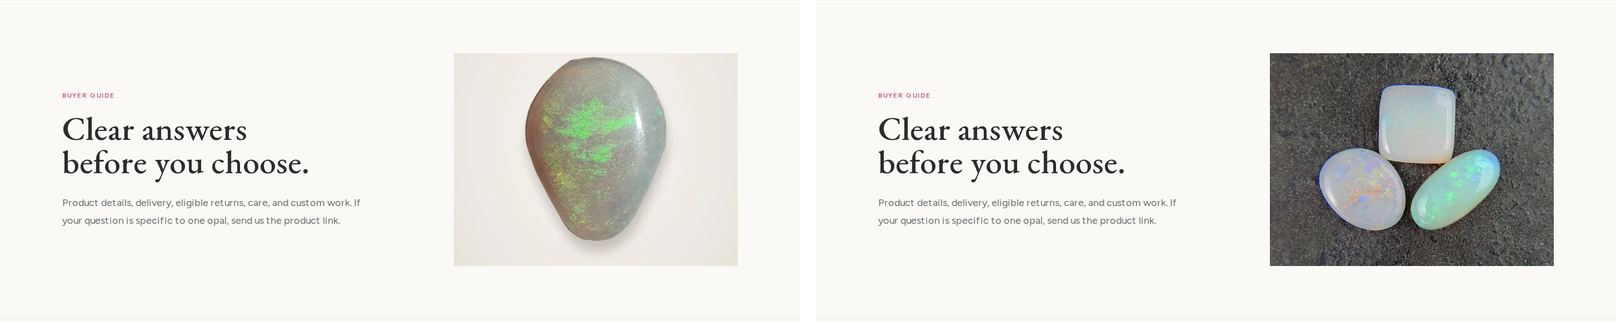 BUYER GUIDE
Clear answers
before you choose.
Product details, delivery, eligible returns, care, and custom work. If
your question is specific to one opal, send us the product link.
BUYER GUIDE
Clear answers
before you choose.
Product details, delivery, eligible returns, care, and custom work. If
your question is specific to one opal, send us the product link.